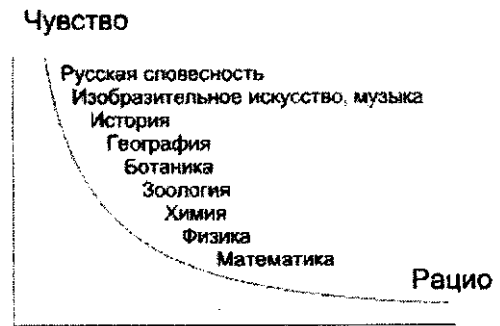 Чувство
Русская словесность
Изобразительное искусство, музыка
История
География
Ботаника
Зоология
Химия
Физика
Математика
Рацио